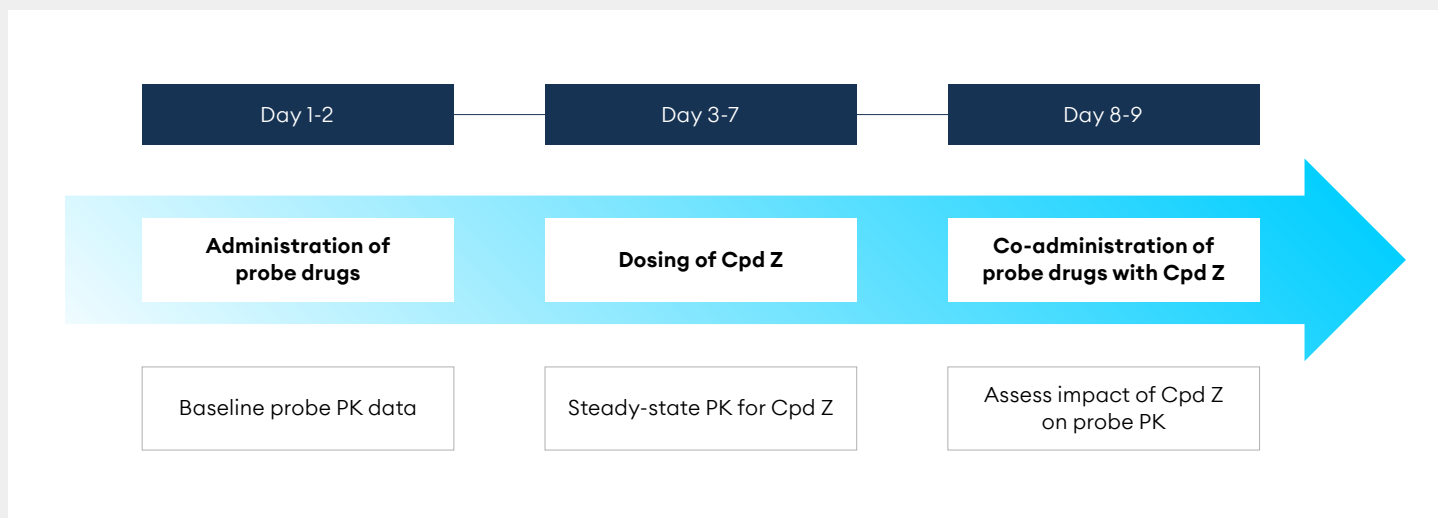 Day 1-2
Day 3-7
Day 8-9
Administration of
probe drugs
Dosing of Cpd Z
Co-administration of
probe drugs with Cpd Z
Baseline probe PK data
Steady-state PK for Cpd Z
Assess impact of Cpd Z
on probe PK